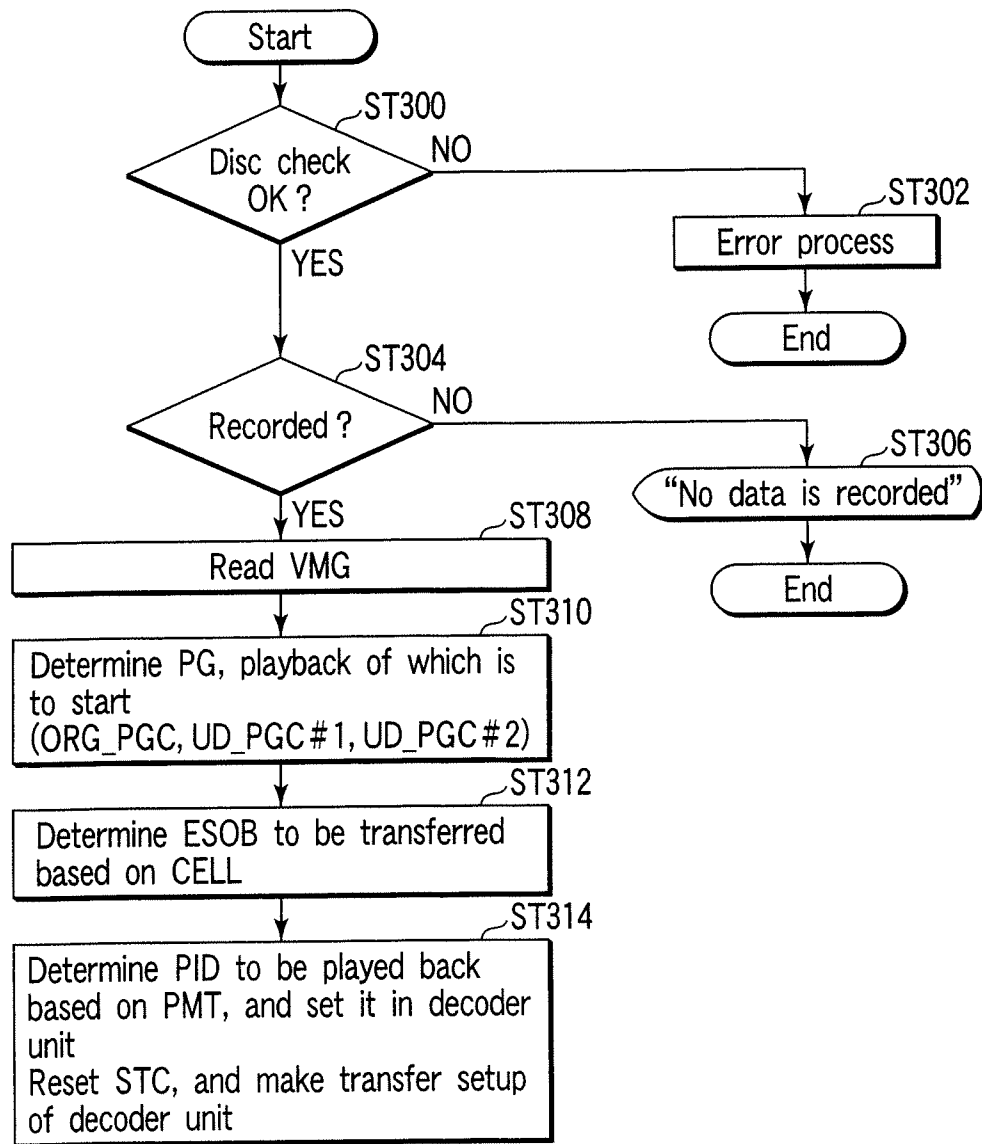 Start
ST300
Disc check
OK?
NO
YES
ST302
Error process
End
ST304
Recorded?
NO
YES
ST306
“No data is recorded”
End
ST308
Read VMG
ST310
Determine PG, playback of which is
to start
(ORG_PGC, UD_PGC#1, UD_PGC#2)
ST312
Determine ESOB to be transferred
based on CELL
ST314
Determine PID to be played back
based on PMT, and set it in decoder
unit
Reset STC, and make transfer setup
of decoder unit